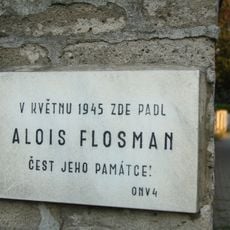 V KVĚTNU 1945 ZDE PADL
ALOIS FLOSMAN
ČEST JEHO PAMÁTCE!
ONV4